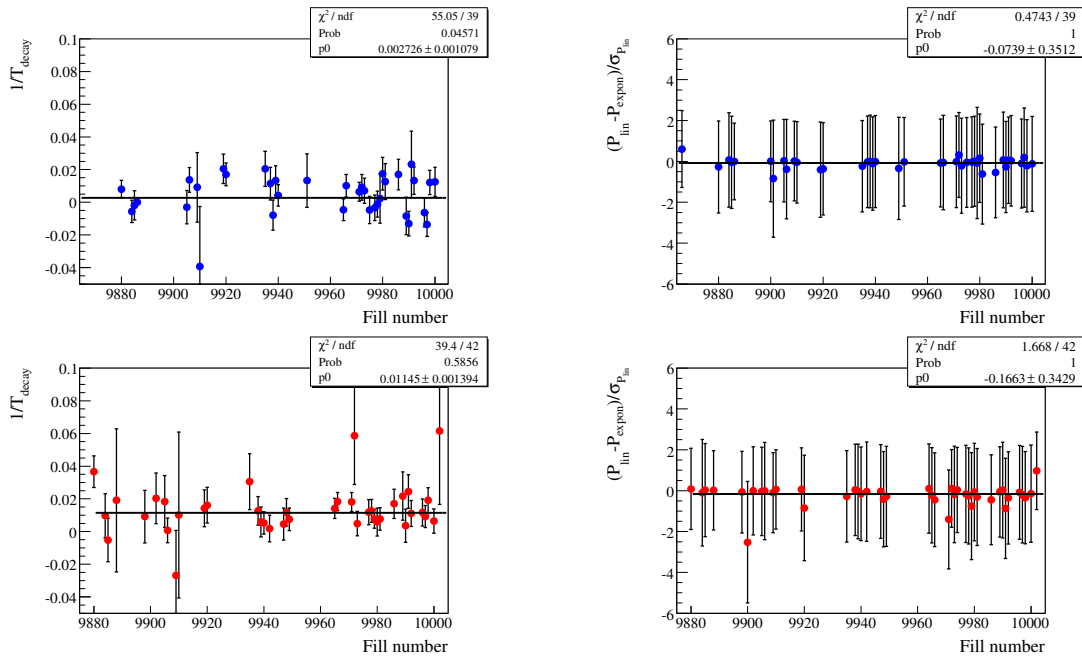 χ² / ndf 55.05 / 39
Prob 0.04571
p0 0.002726 ± 0.001079
1/T_decay
0.1
0.08
0.06
0.04
0.02
0
-0.02
-0.04
9880 9900 9920 9940 9960 9980 10000
Fill number
χ² / ndf 0.4743 / 39
Prob 1
p0 -0.0739 ± 0.3512
(P_lin -P_expon)/σ_P_lin
6
4
2
0
-2
-4
-6
9880 9900 9920 9940 9960 9980 10000
Fill number
χ² / ndf 39.4 / 42
Prob 0.5856
p0 0.01145 ± 0.001394
1/T_decay
0.1
0.08
0.06
0.04
0.02
0
-0.02
-0.04
9880 9900 9920 9940 9960 9980 10000
Fill number
χ² / ndf 1.668 / 42
Prob 1
p0 -0.1663 ± 0.3429
(P_lin -P_expon)/σ_P_lin
6
4
2
0
-2
-4
-6
9880 9900 9920 9940 9960 9980 10000
Fill number